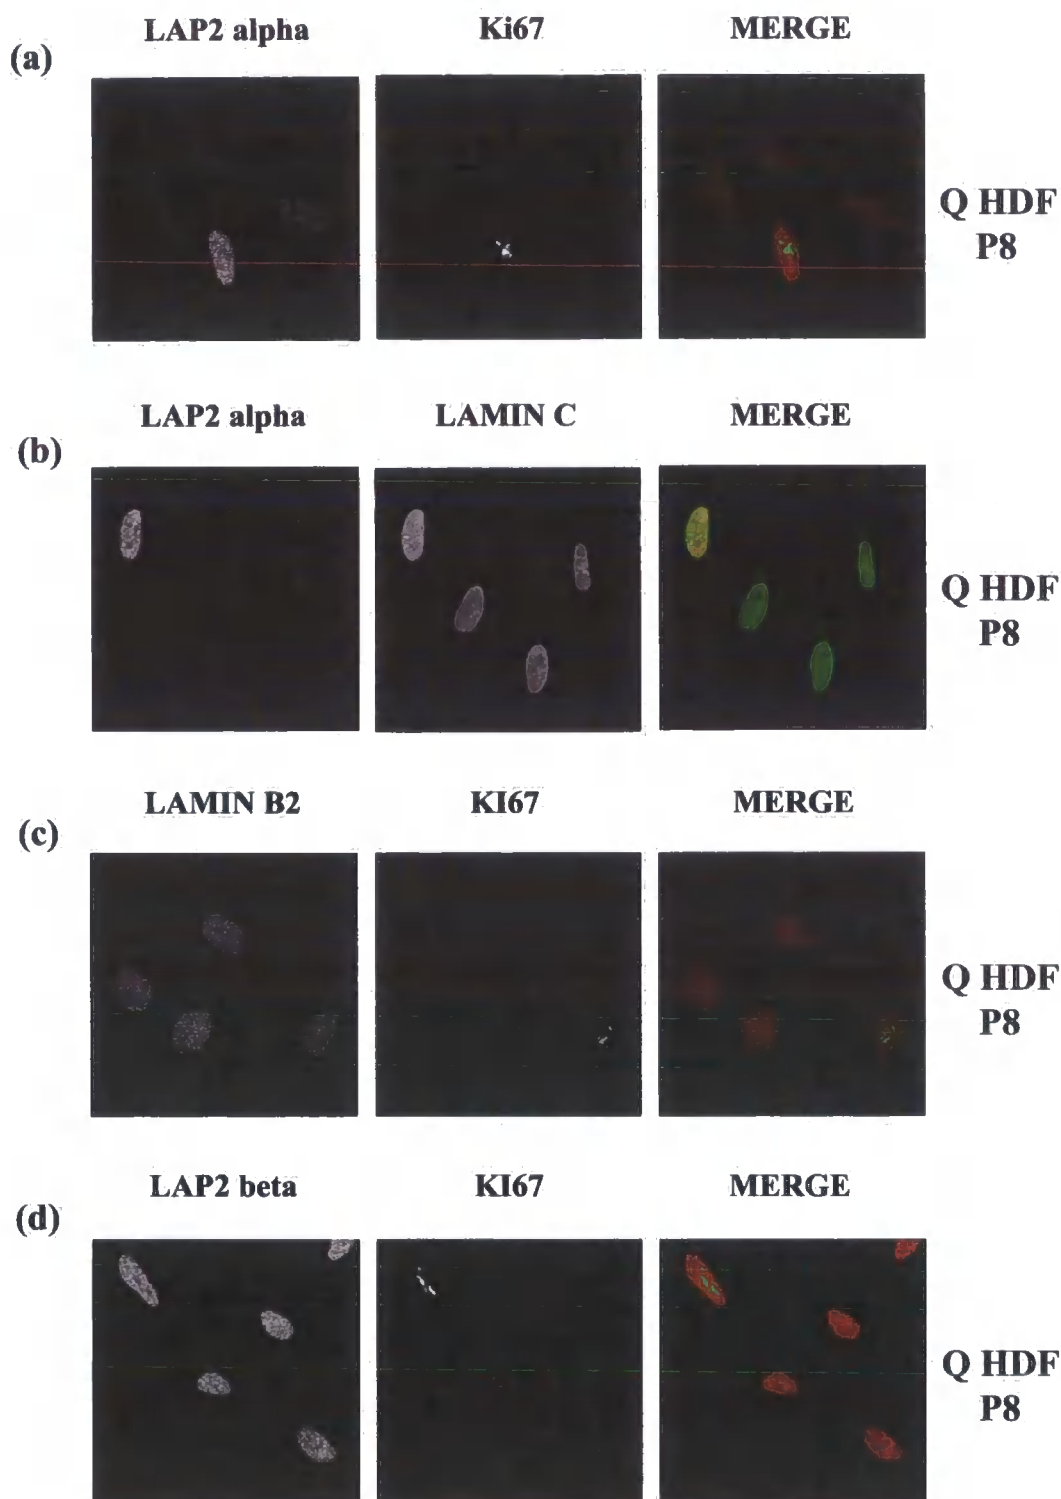 LAP2 alpha Ki67 MERGE
(a)
Q HDF
P8
LAP2 alpha LAMIN C MERGE
(b)
Q HDF
P8
LAMIN B2 KI67 MERGE
(c)
Q HDF
P8
LAP2 beta KI67 MERGE
(d)
Q HDF
P8